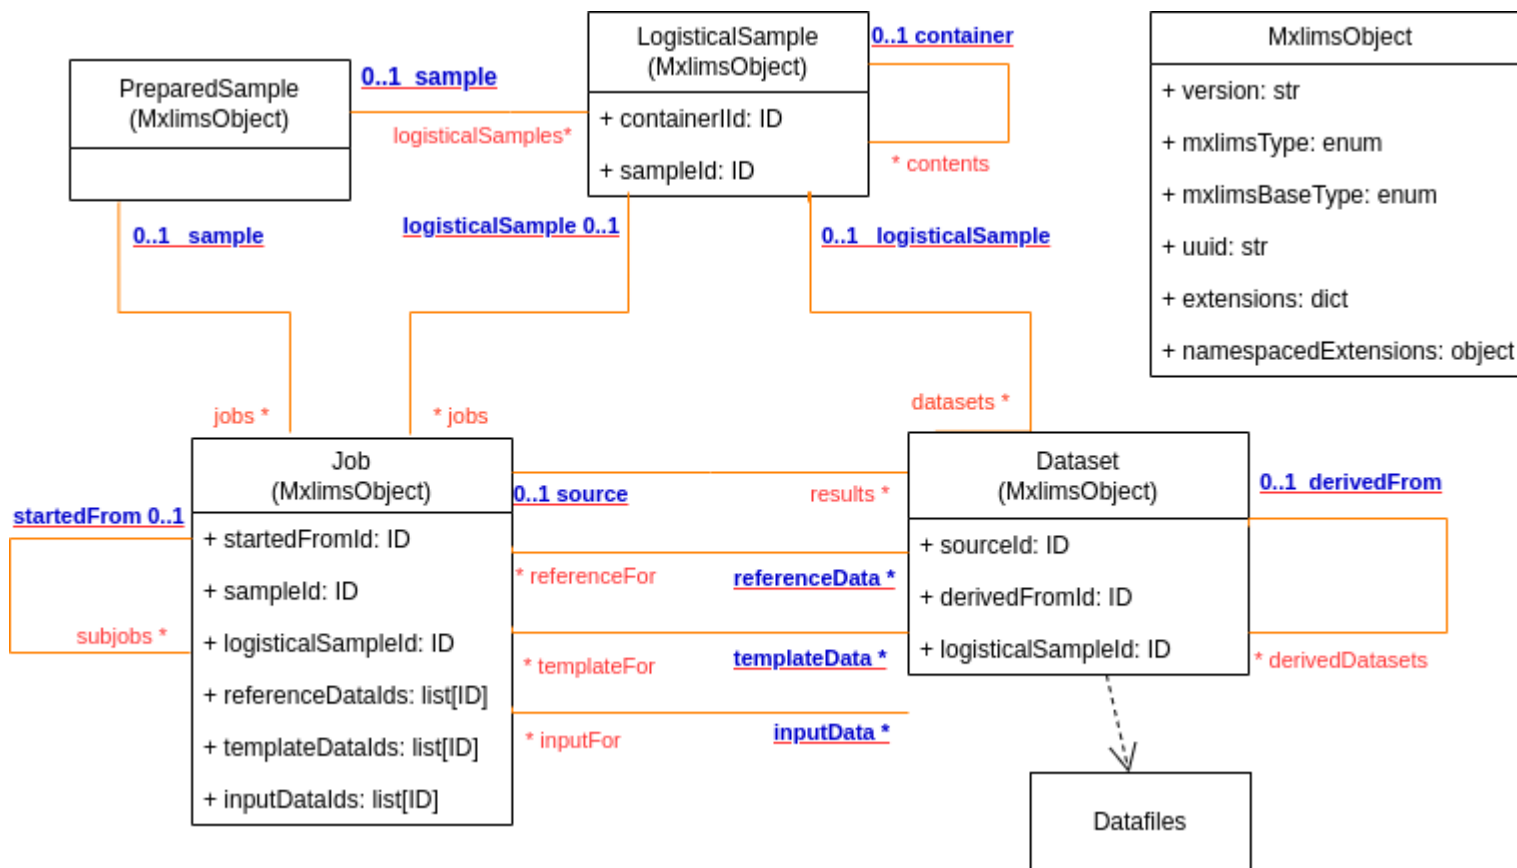 PreparedSample
(MxlimsObject)
0..1  sample
logisticalSamples*
LogisticalSample
(MxlimsObject)
+ containerIId: ID
+ sampleId: ID
0..1 container
* contents
MxlimsObject
+ version: str
+ mxlimsType: enum
+ mxlimsBaseType: enum
+ uuid: str
+ extensions: dict
+ namespacedExtensions: object
0..1   sample
logisticalSample 0..1
0..1   logisticalSample
jobs *
* jobs
datasets *
Job
(MxlimsObject)
+ startedFromId: ID
+ sampleId: ID
+ logisticalSampleId: ID
+ referenceDataIds: list[ID]
+ templateDataIds: list[ID]
+ inputDataIds: list[ID]
startedFrom 0..1
subjobs *
0..1 source
results *
* referenceFor
referenceData *
* templateFor
templateData *
* inputFor
inputData *
Dataset
(MxlimsObject)
+ sourceId: ID
+ derivedFromId: ID
+ logisticalSampleId: ID
0..1  derivedFrom
* derivedDatasets
Datafiles